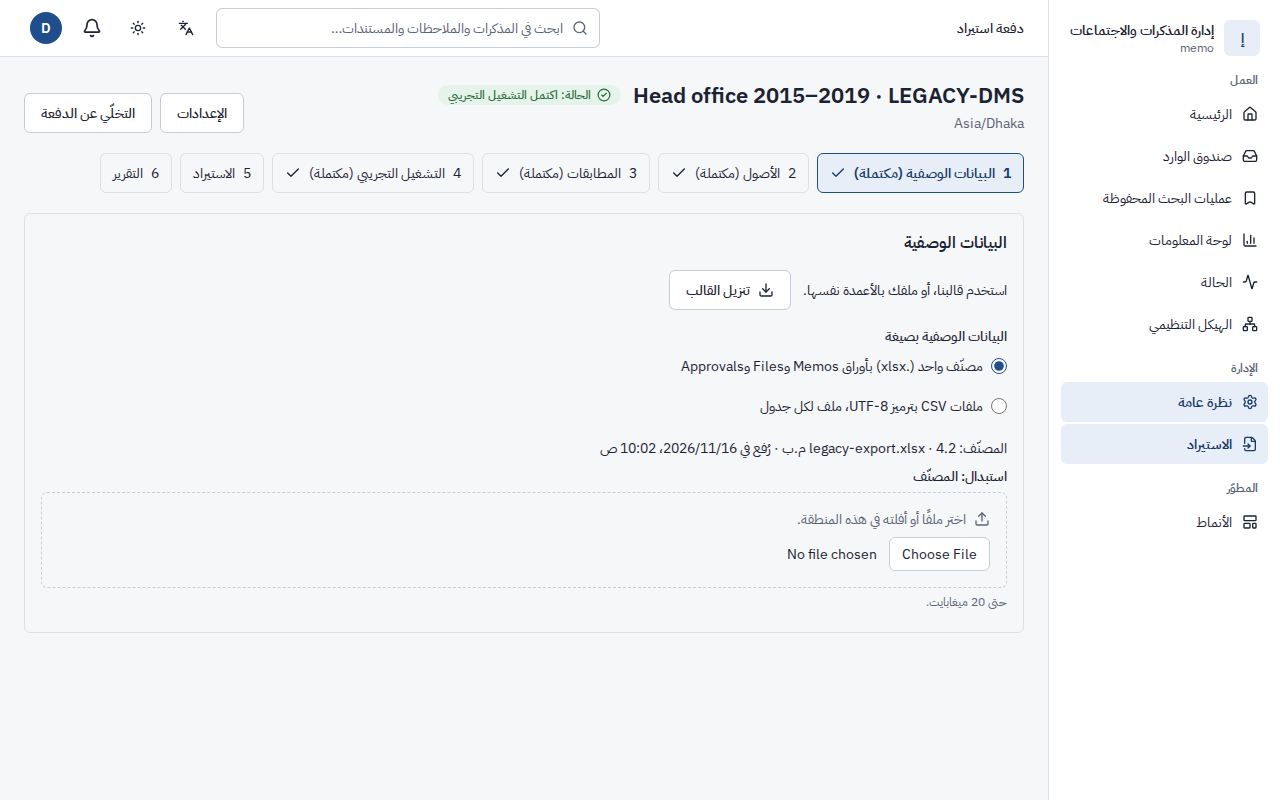 إ
إدارة المذكرات والاجتماعات
memo
العمل
الرئيسية
صندوق الوارد
عمليات البحث المحفوظة
لوحة المعلومات
الحالة
الهيكل التنظيمي
الإدارة
نظرة عامة
الاستيراد
المطوّر
الأنماط
دفعة استيراد
ابحث في المذكرات والملاحظات والمستندات...
D
Head office 2015–2019 · LEGACY-DMS
الحالة: اكتمل التشغيل التجريبي
Asia/Dhaka
الإعدادات
التخلّي عن الدفعة
1 البيانات الوصفية (مكتملة)
2 الأصول (مكتملة)
3 المطابقات (مكتملة)
4 التشغيل التجريبي (مكتملة)
5 الاستيراد
6 التقرير
البيانات الوصفية
استخدم قالبنا، أو ملفك بالأعمدة نفسها.
تنزيل القالب
البيانات الوصفية بصيغة
مصنّف واحد (.xlsx) بأوراق Memos وFiles وApprovals
ملفات CSV بترميز UTF-8، ملف لكل جدول
المصنّف: legacy-export.xlsx · 4.2 م.ب · رُفع في 2026/11/16، 10:02 ص
استبدال: المصنّف
اختر ملفًا أو أفلته في هذه المنطقة.
Choose File No file chosen
حتى 20 ميغابايت.